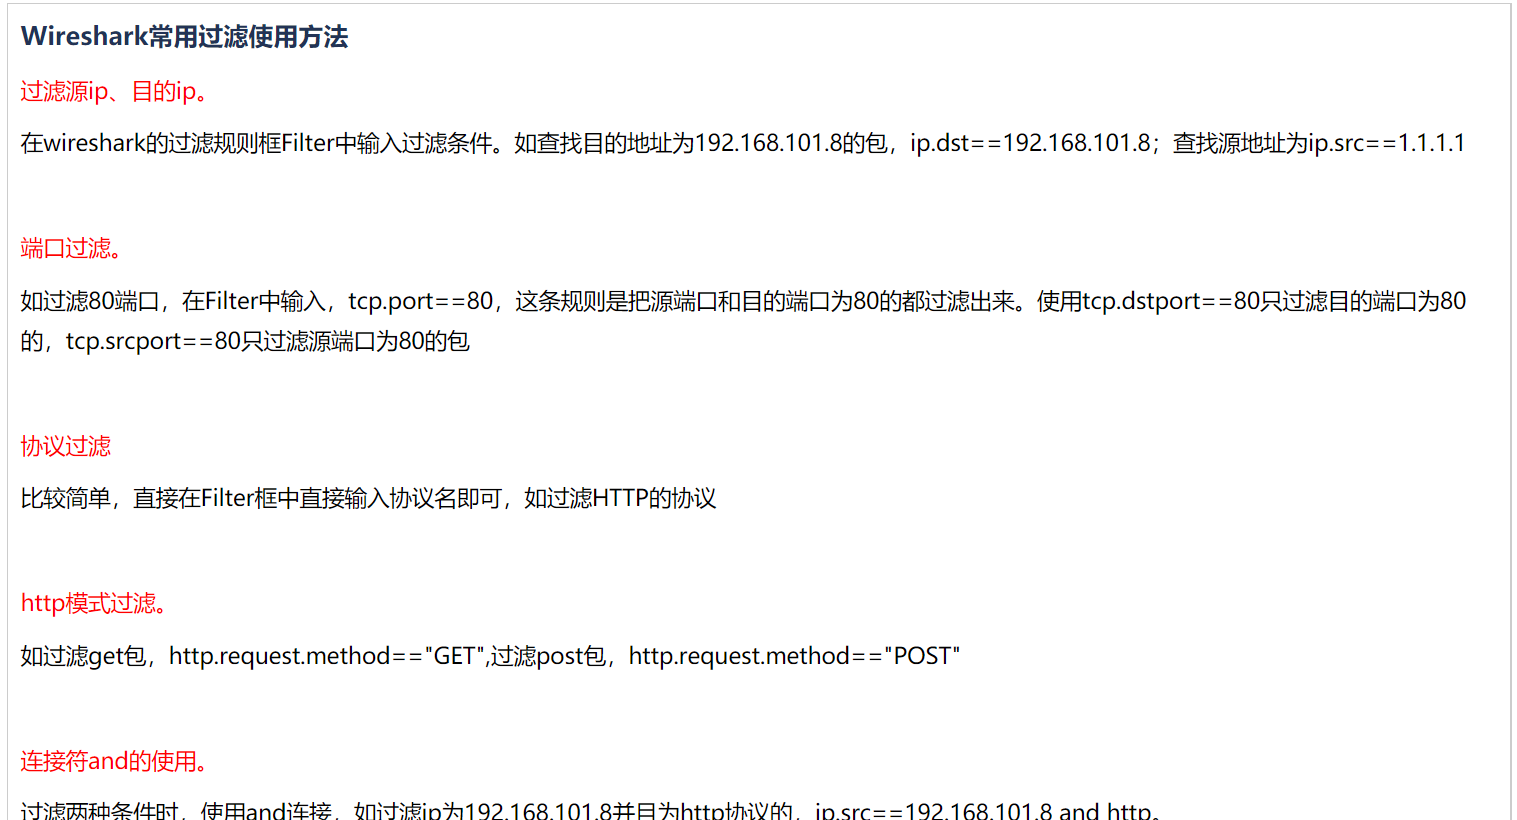 Wireshark常用过滤使用方法
过滤源ip、目的ip。
在wireshark的过滤规则框Filter中输入过滤条件。如查找目的地址为192.168.101.8的包，ip.dst==192.168.101.8；查找源地址为ip.src==1.1.1.1
端口过滤。
如过滤80端口，在Filter中输入，tcp.port==80，这条规则是把源端口和目的端口为80的都过滤出来。使用tcp.dstport==80只过滤目的端口为80
的，tcp.srcport==80只过滤源端口为80的包
协议过滤
比较简单，直接在Filter框中直接输入协议名即可，如过滤HTTP的协议
http模式过滤。
如过滤get包，http.request.method=="GET",过滤post包，http.request.method=="POST"
连接符and的使用。
过滤两种条件时，使用and连接，如过滤ip为192.168.101.8并且为http协议的，ip.src==192.168.101.8 and http。